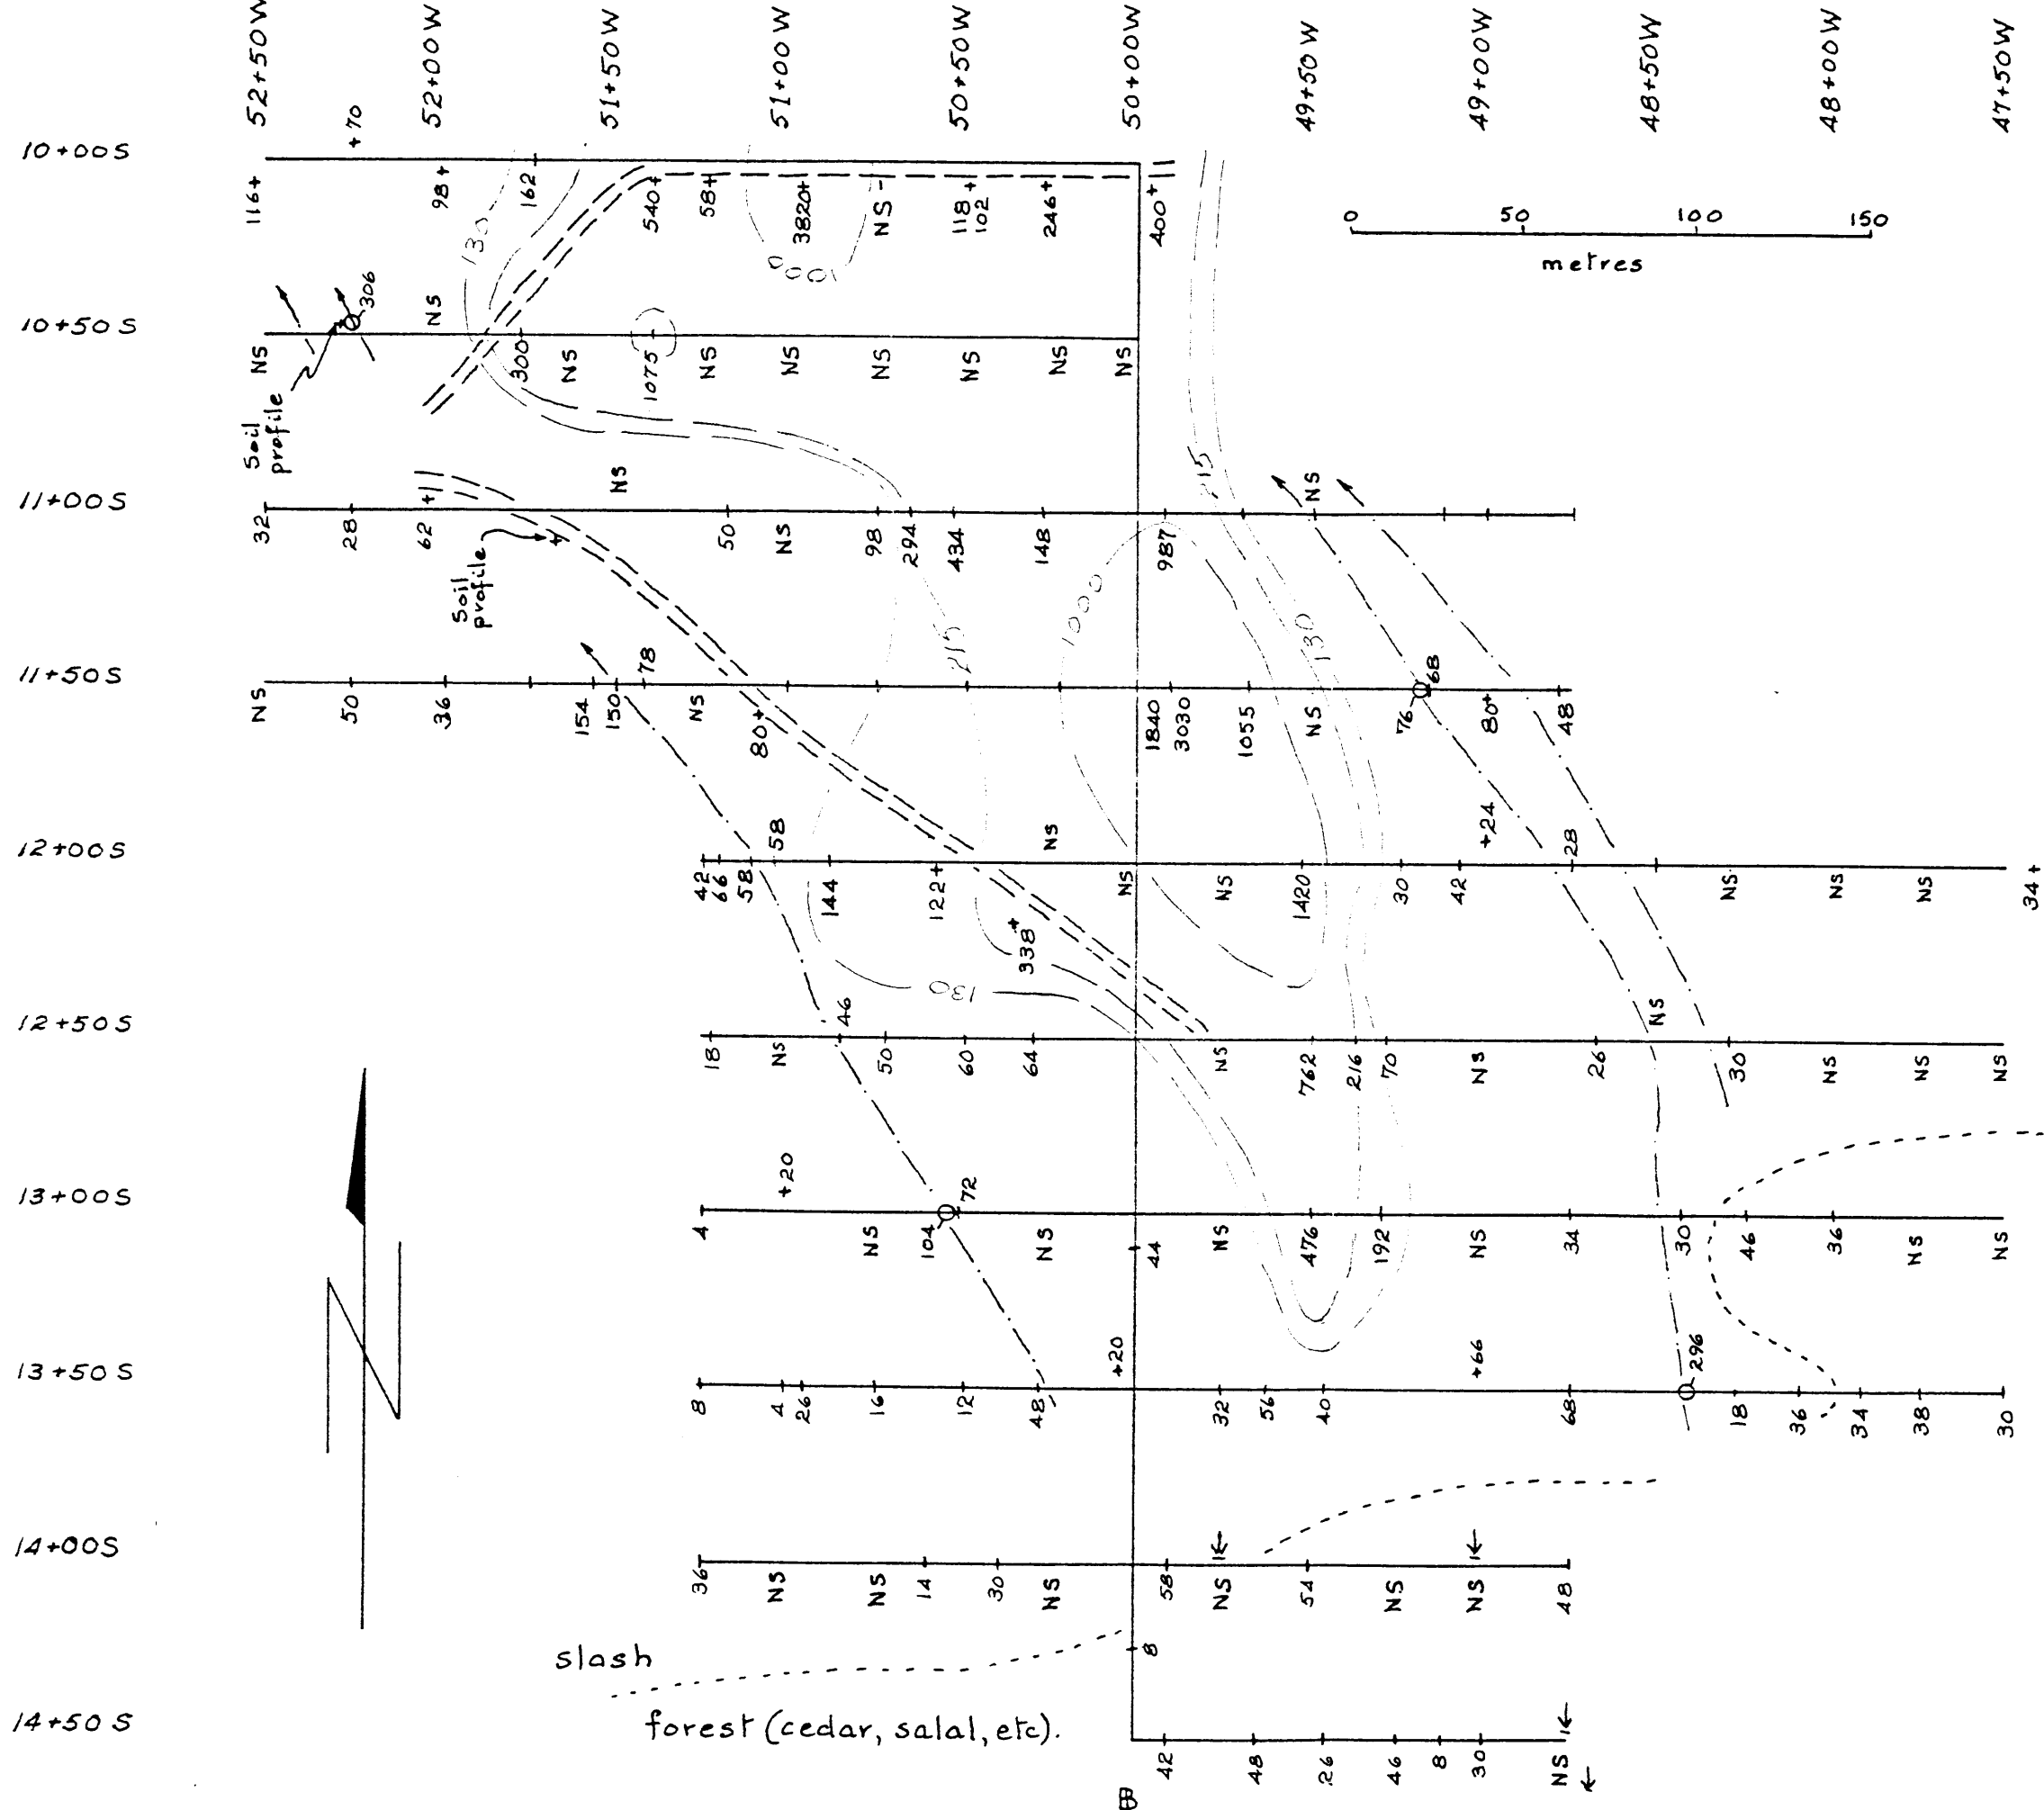 52+50W 52+00W 51+50W 51+00W 50+50W 50+00W 49+50W 49+00W 48+50W 48+00W 47+50W
+70
10+00S
116+ 98+ 162 540+ 58+ 3820+ NS- 118+ 246+ 400+
102
130
1000
0 50 100 150
metres
306
NS
10+50S
NS 300 NS 1075 NS NS NS NS NS NS
Soil
profile
215
NS NS
11+00S
32 28 62 50 NS 98 294 434 148 987
Soil
profile
1000
215
130
78 68
11+50S
NS 50 36 154 150 NS 80+ 1840 3030 1055 NS 76 80+ 48
58 NS +24 28
12+00S
42 66 58 144 122+ NS NS 1420 30 42 NS NS NS 34+
338+
130
46 NS
12+50S
18 NS 50 60 64 NS 762 216 70 NS 26 30 NS NS NS
+20 72
13+00S
4 NS 104 NS 44 NS 476 192 NS 34 30 46 36 NS NS
N
+20 +66 296
13+50S
8 4 26 16 12 48 32 56 40 68 18 36 34 38 30
14+00S
36 NS NS 14 30 NS 58 NS 54 NS NS 48
8
slash
forest (cedar, salal, etc).
14+50S
42 48 26 46 8 30 NS